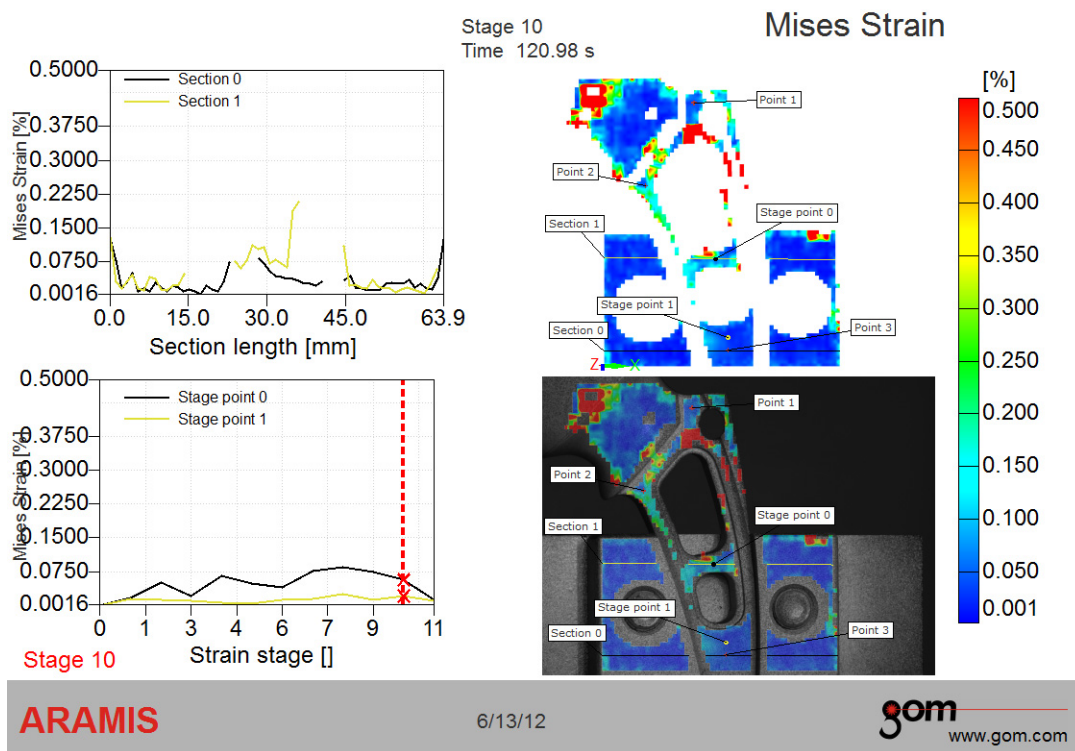 Stage 10
Time 120.98 s
Mises Strain
Mises Strain [%]
0.5000
0.3750
0.3000
0.2250
0.1500
0.0750
0.0016
Section 0
Section 1
0.0
15.0
30.0
45.0
63.9
Section length [mm]
Mises Strain [%]
0.5000
0.3750
0.3000
0.2250
0.1500
0.0750
0.0016
Stage point 0
Stage point 1
0
1
3
4
6
7
9
11
Strain stage []
Stage 10
Point 1
Point 2
Stage point 0
Section 1
Stage point 1
Section 0
Point 3
Z
X
Point 1
Point 2
Stage point 0
Section 1
Stage point 1
Section 0
Point 3
[%]
0.500
0.450
0.400
0.350
0.300
0.250
0.200
0.150
0.100
0.050
0.001
ARAMIS
6/13/12
gom
www.gom.com